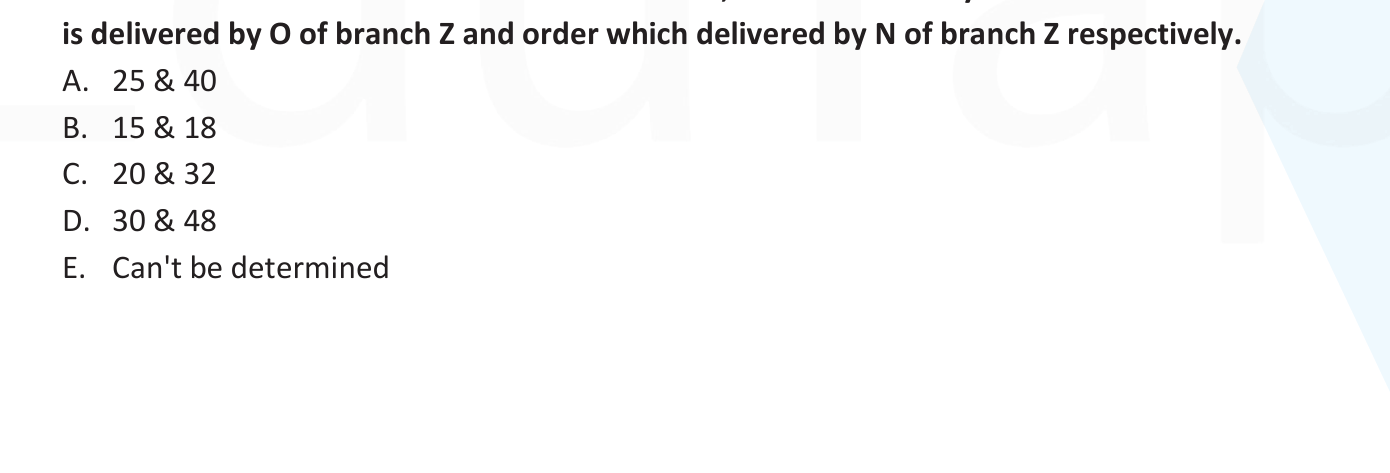 is delivered by O of branch Z and order which delivered by N of branch Z respectively.
A. 25 & 40
B. 15 & 18
C. 20 & 32
D. 30 & 48
E. Can't be determined